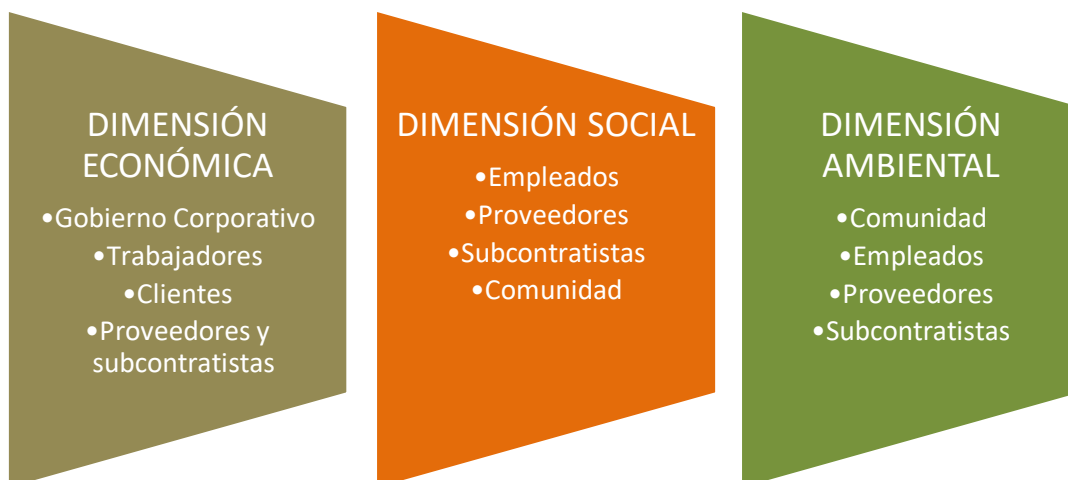 DIMENSIÓN
ECONÓMICA
•Gobierno Corporativo
•Trabajadores
•Clientes
•Proveedores y
subcontratistas
DIMENSIÓN SOCIAL
•Empleados
•Proveedores
•Subcontratistas
•Comunidad
DIMENSIÓN
AMBIENTAL
•Comunidad
•Empleados
•Proveedores
•Subcontratistas